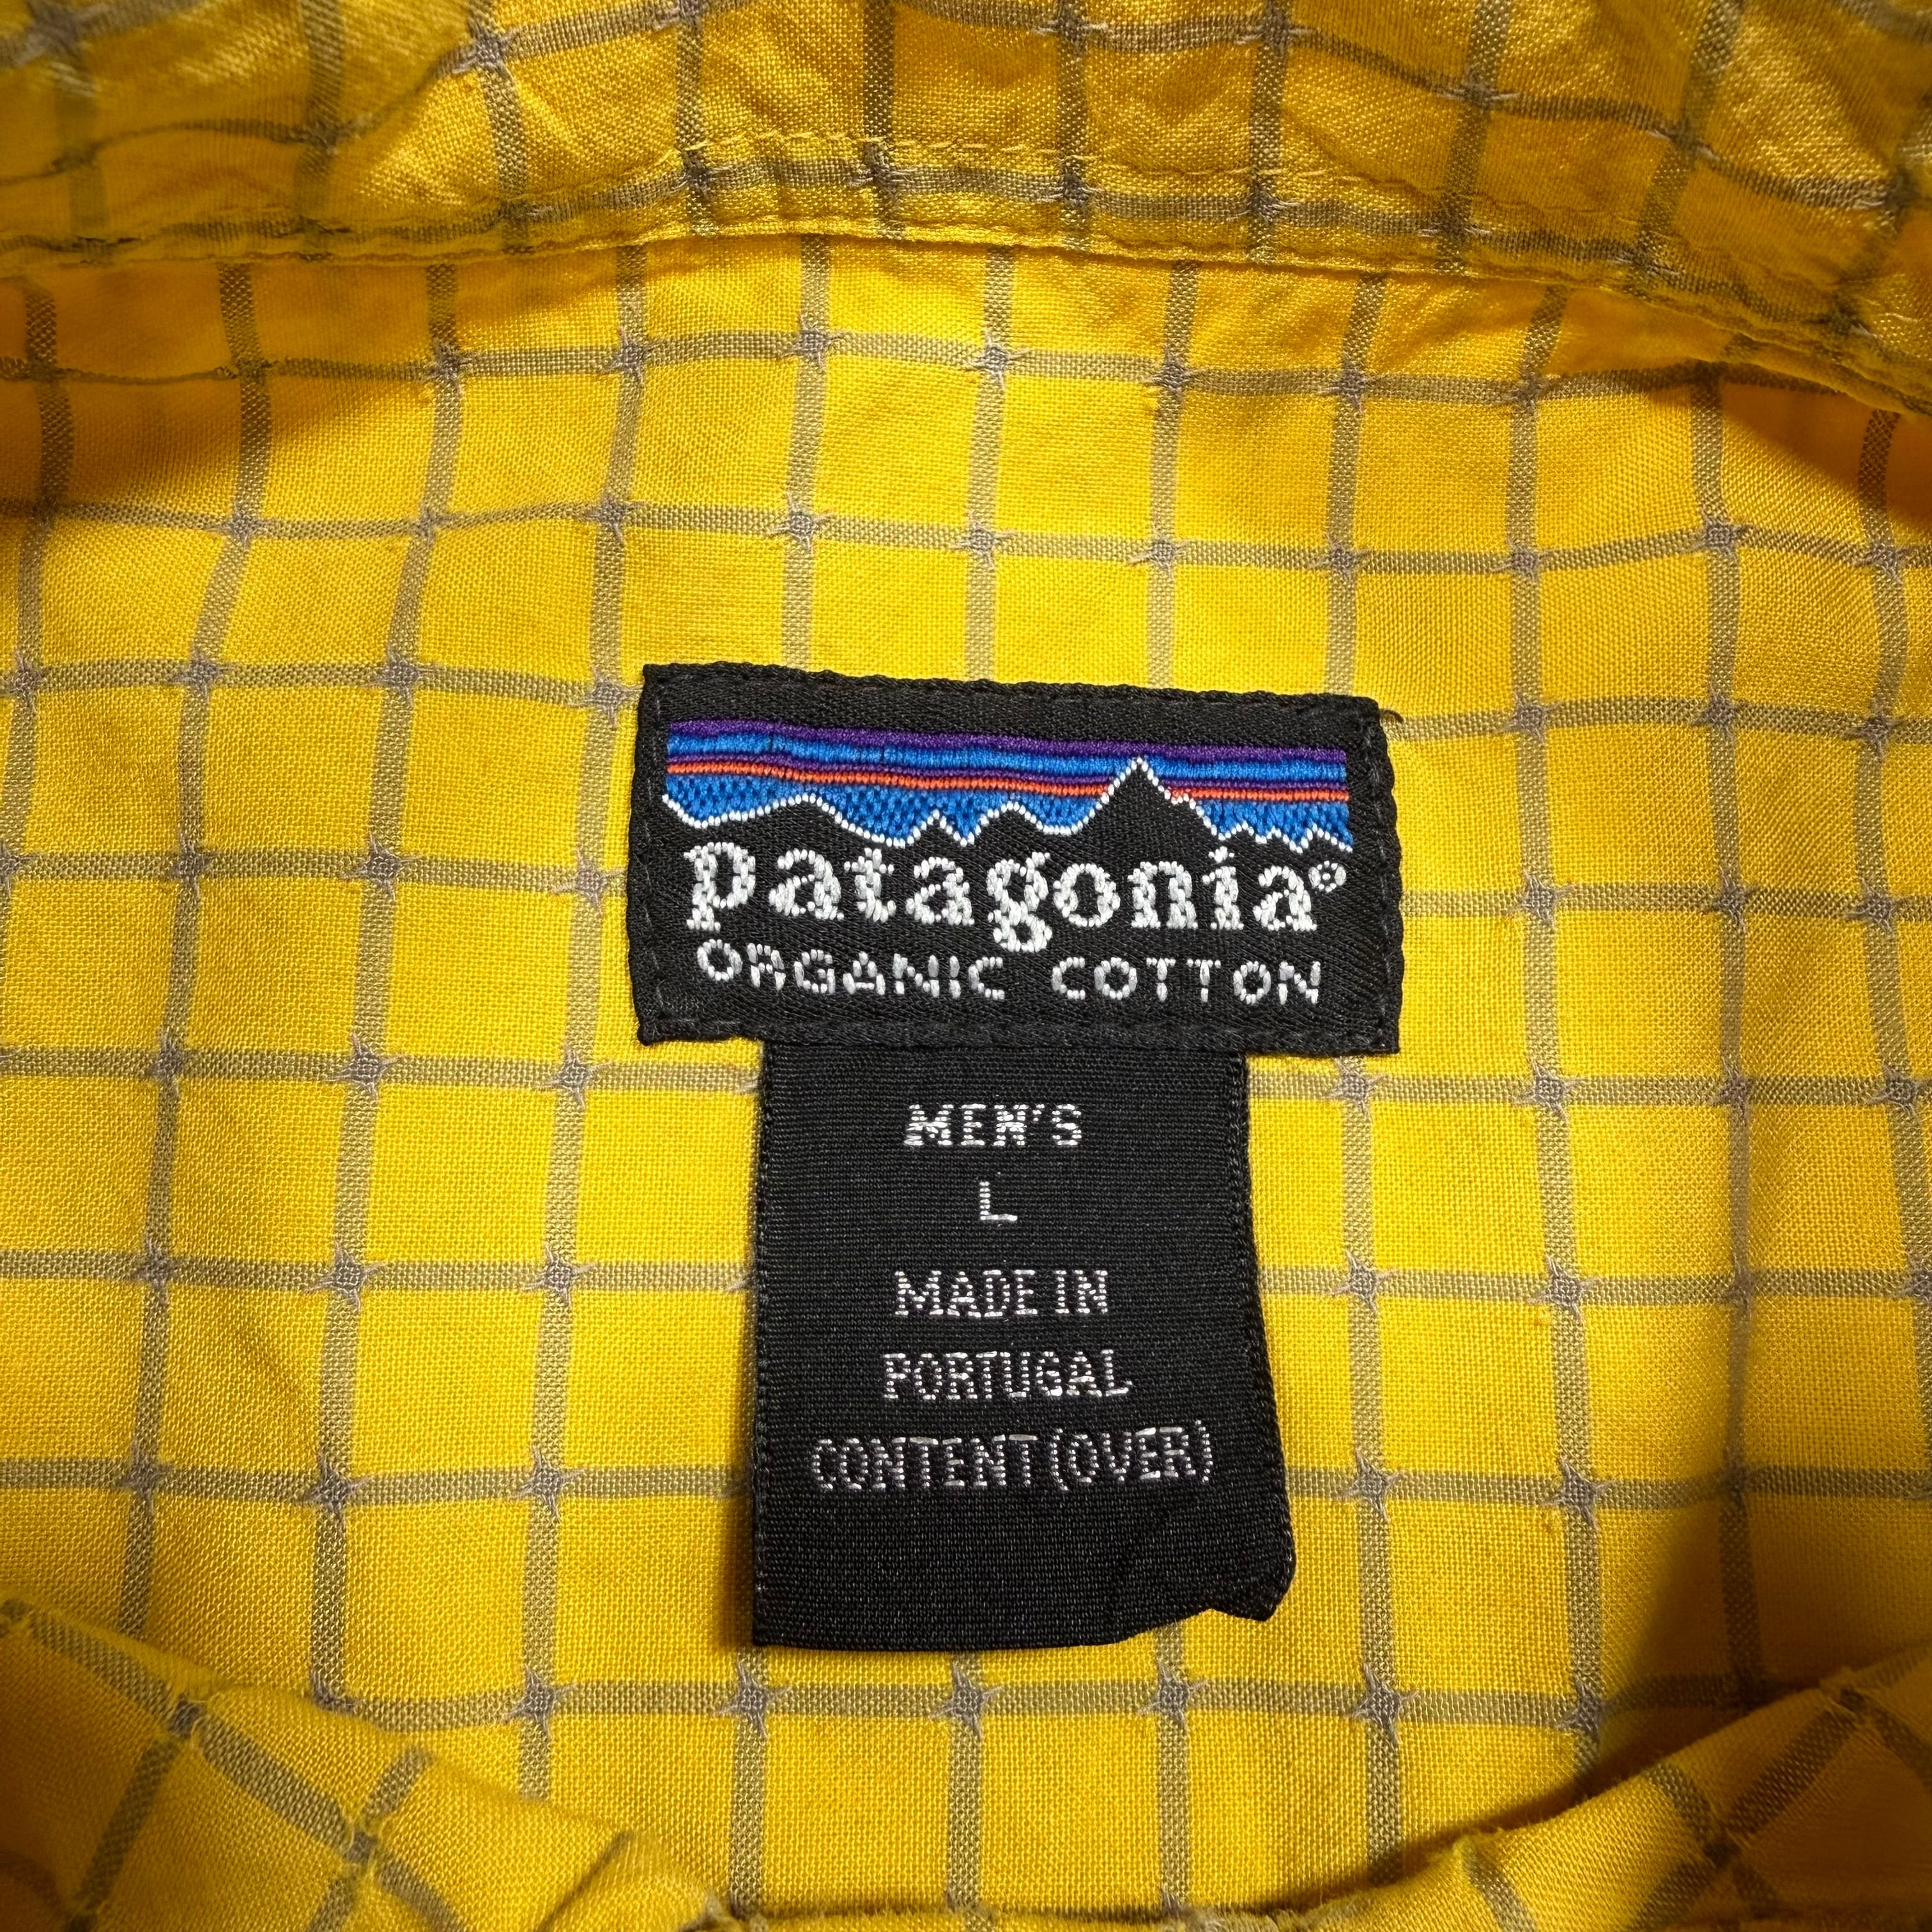 patagonia®
ORGANIC COTTON
MEN'S
L
MADE IN
PORTUGAL
CONTENT (OVER)